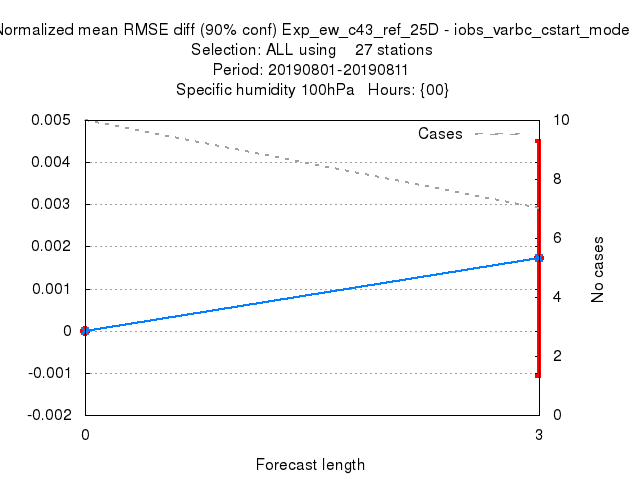 Normalized mean RMSE diff (90% conf) Exp_ew_c43_ref_25D - iobs_varbc_cstart_mode
Selection: ALL using 27 stations
Period: 20190801-20190811
Specific humidity 100hPa Hours: {00}
Cases
0.005
0.004
0.003
0.002
0.001
0
-0.001
-0.002
10
8
6
4
2
0
No cases
0 3
Forecast length